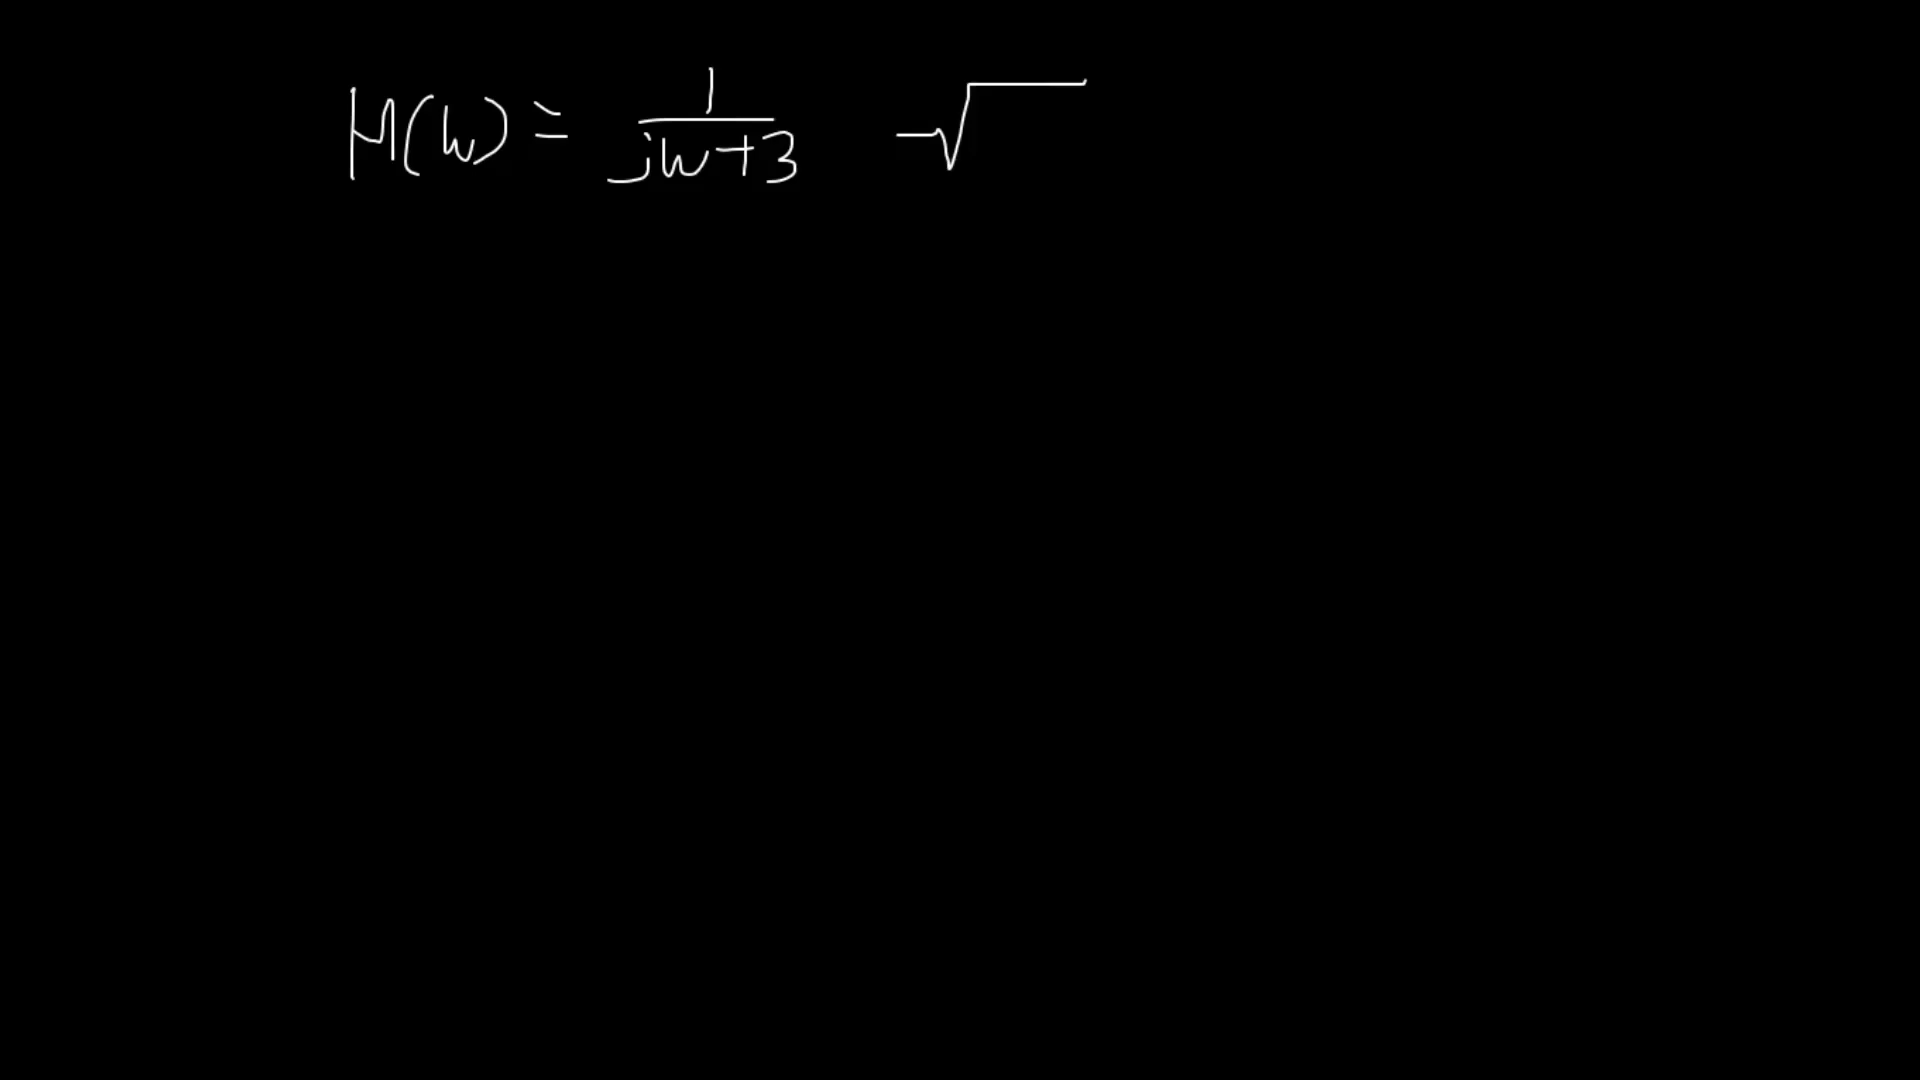 H(w) = 1/(jw+3) -√